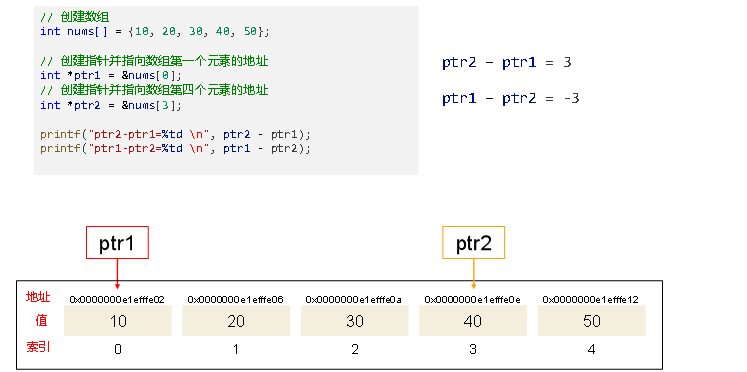 // 创建数组
int nums[] = {10, 20, 30, 40, 50};
// 创建指针并指向数组第一个元素的地址
int *ptr1 = &nums[0];
// 创建指针并指向数组第四个元素的地址
int *ptr2 = &nums[3];
printf("ptr2-ptr1=%td \n", ptr2 - ptr1);
printf("ptr1-ptr2=%td \n", ptr1 - ptr2);
ptr2 - ptr1 = 3
ptr1 - ptr2 = -3
ptr1 ptr2
地址 0x0000000e1efffe02 0x0000000e1efffe06 0x0000000e1efffe0a 0x0000000e1efffe0e 0x0000000e1efffe12
值 10 20 30 40 50
索引 0 1 2 3 4